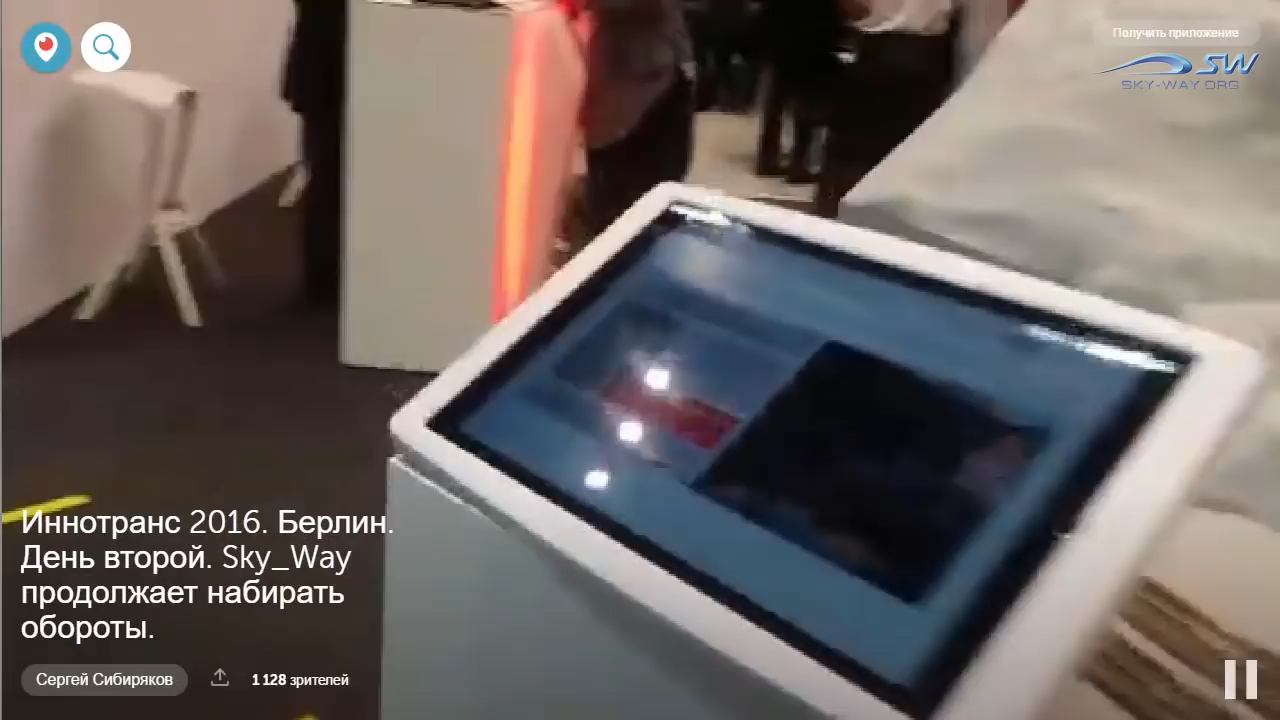 Получить приложение
SW
SKY-WAY.ORG
Иннотранс 2016. Берлин.
День второй. Sky_Way
продолжает набирать
обороты.
Сергей Сибиряков
1 128 зрителей